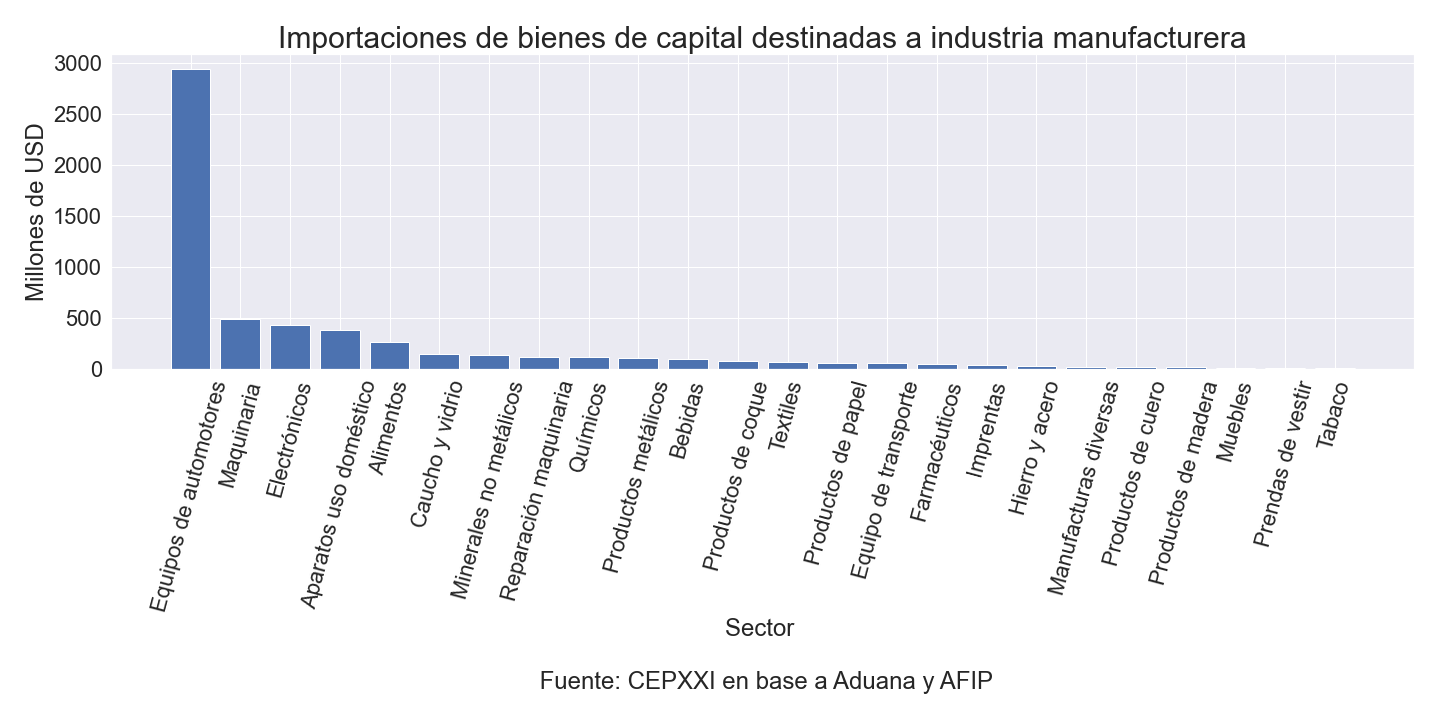 Importaciones de bienes de capital destinadas a industria manufacturera
Millones de USD
3000
2500
2000
1500
1000
500
0
Equipos de automotores
Maquinaria
Electrónicos
Aparatos uso doméstico
Alimentos
Caucho y vidrio
Minerales no metálicos
Reparación maquinaria
Químicos
Productos metálicos
Bebidas
Productos de coque
Textiles
Productos de papel
Equipo de transporte
Farmacéuticos
Imprentas
Hierro y acero
Manufacturas diversas
Productos de cuero
Productos de madera
Muebles
Prendas de vestir
Tabaco
Sector
Fuente: CEPXXI en base a Aduana y AFIP